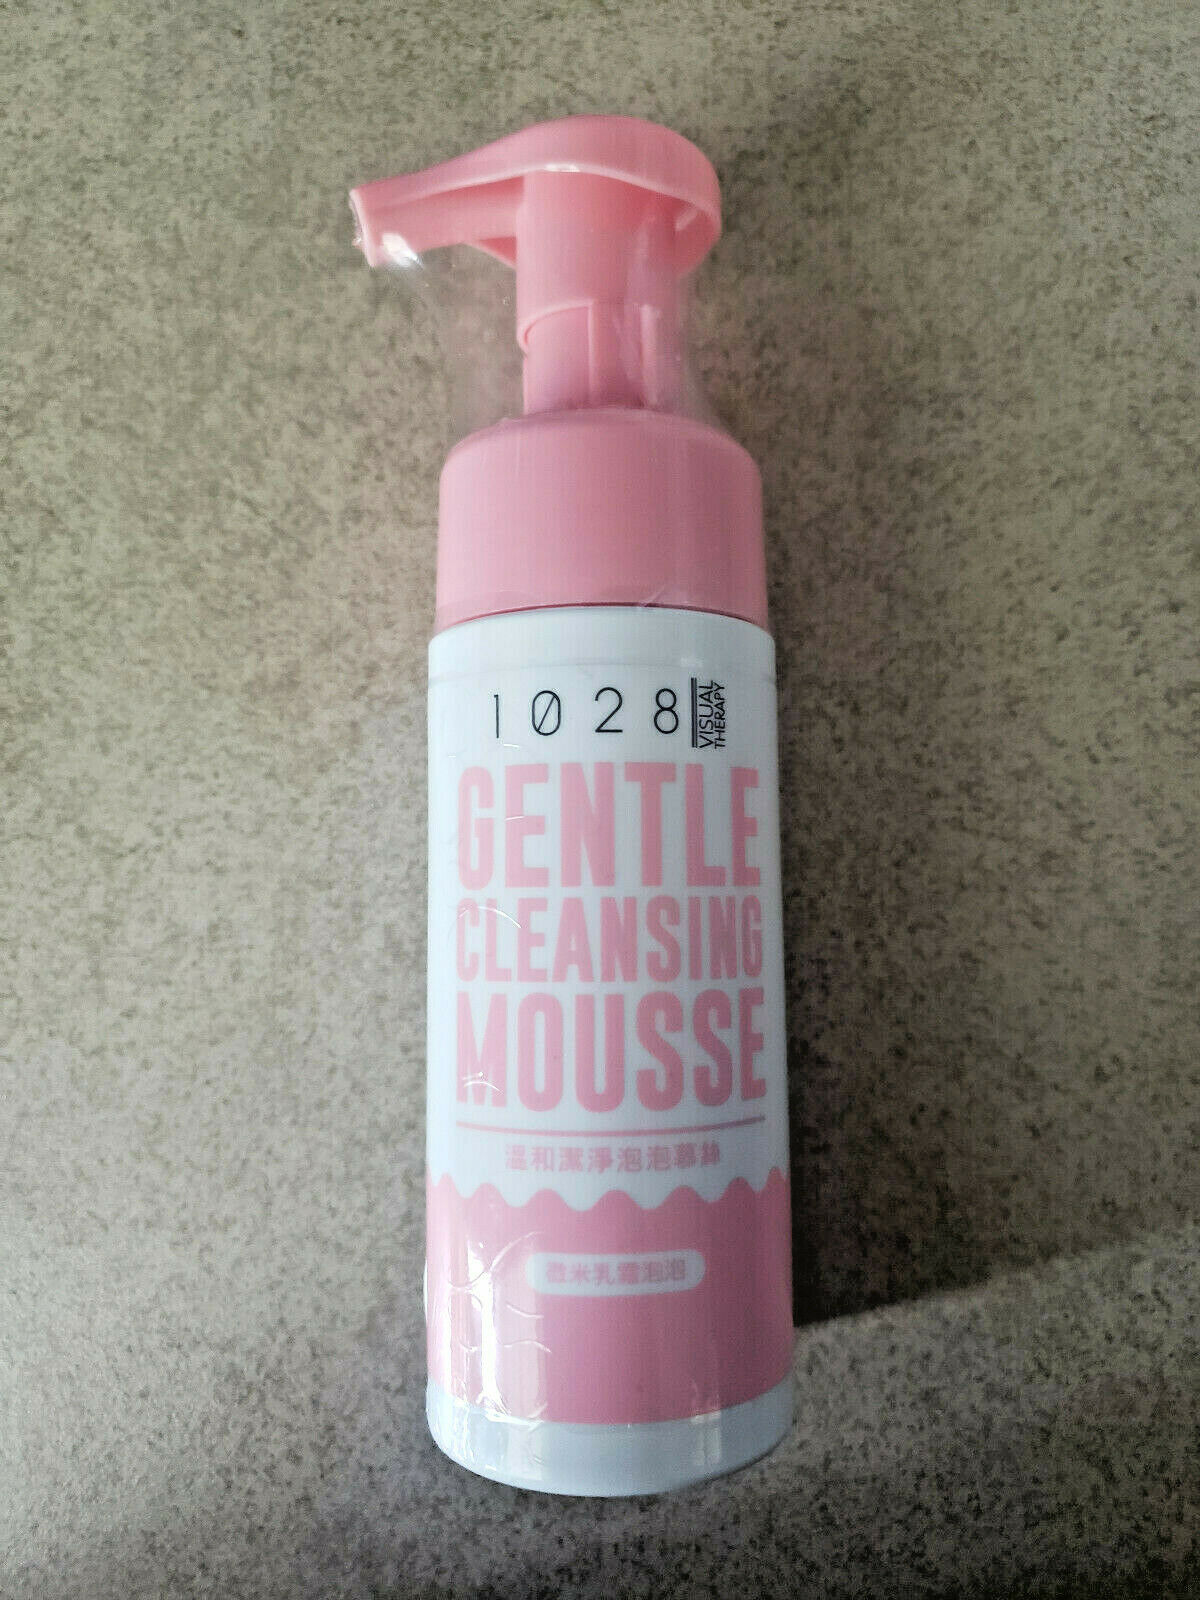 1028 VISUAL THERAPY
GENTLE
CLEANSING
MOUSSE
溫和潔淨泡泡慕絲
微米乳霜泡泡